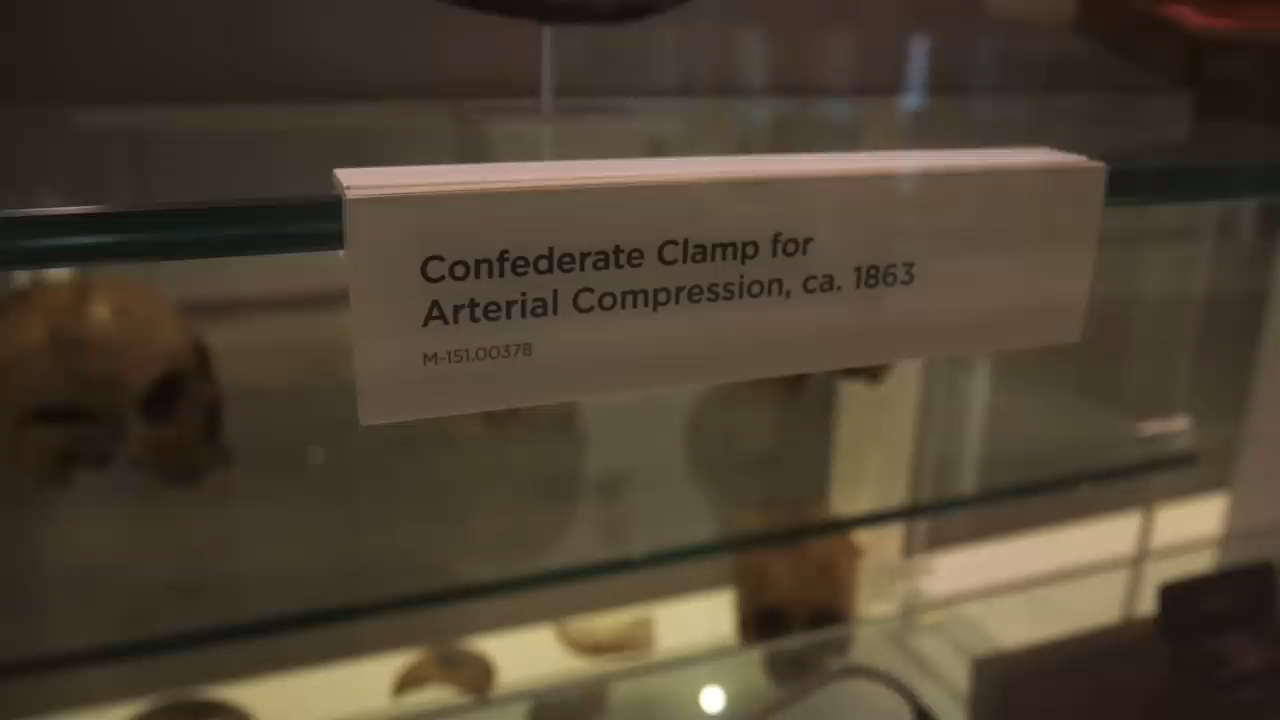 Confederate Clamp for
Arterial Compression, ca. 1863
M-151.00378